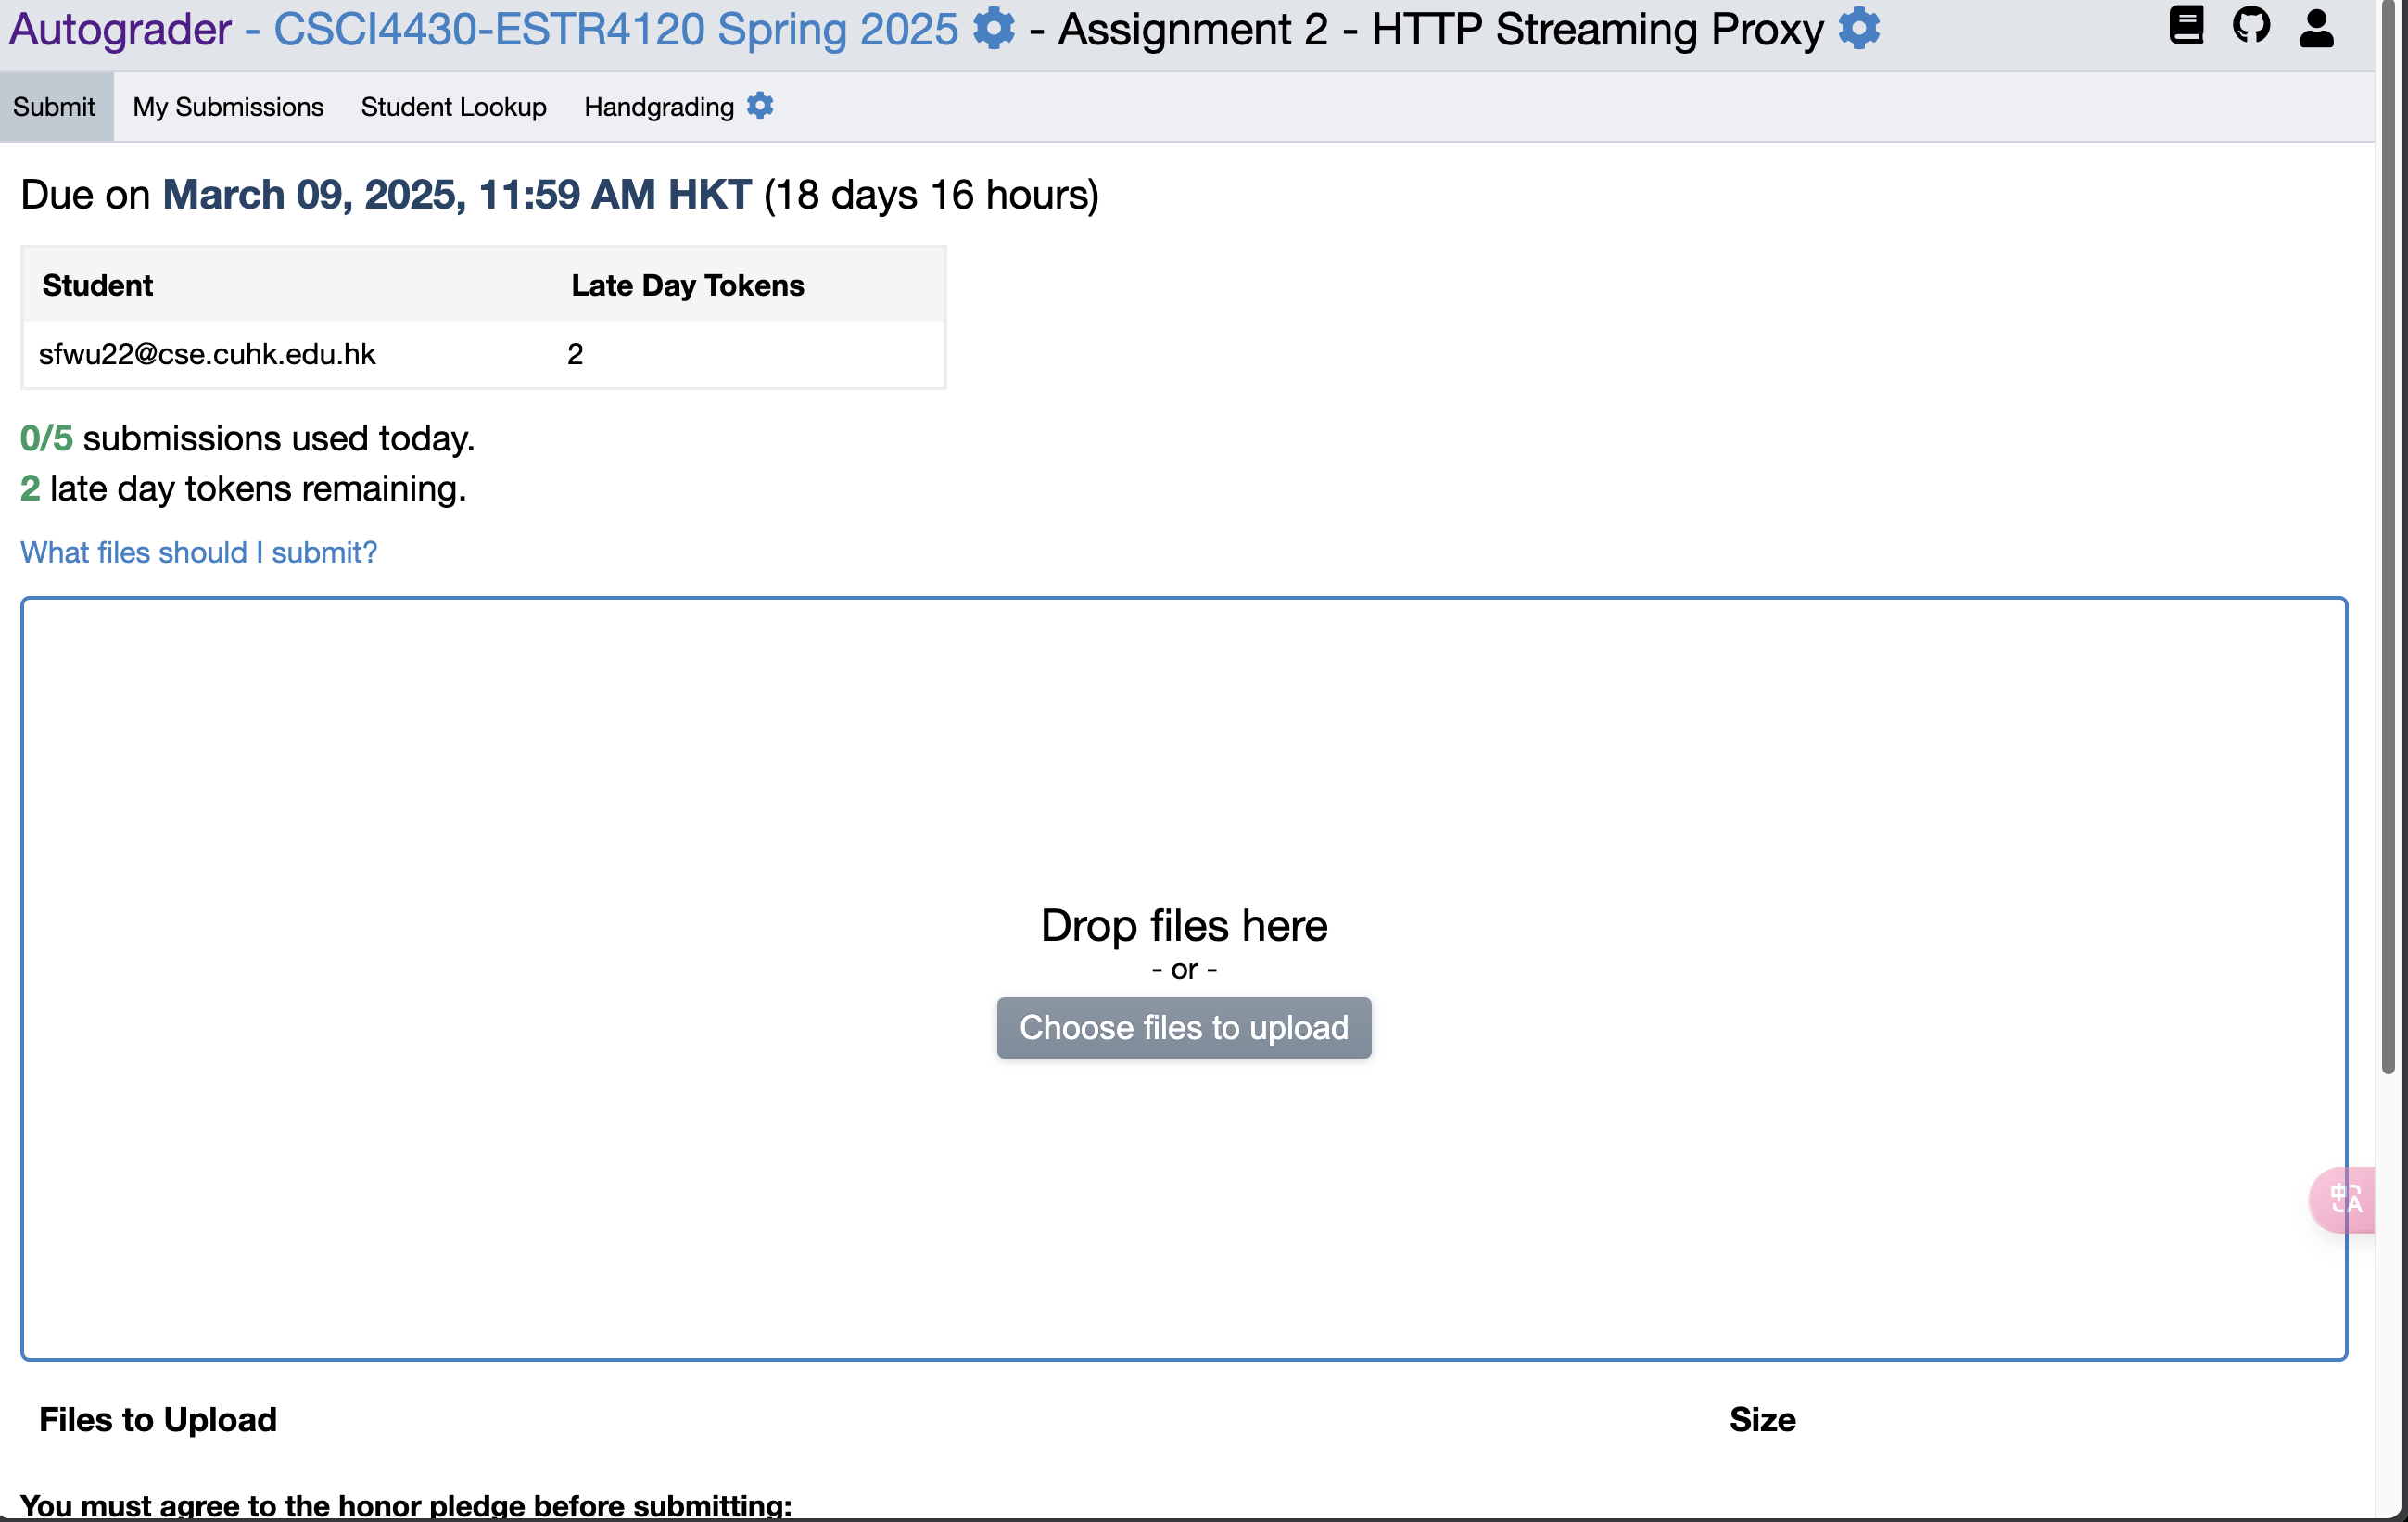 Autograder - CSCI4430-ESTR4120 Spring 2025 - Assignment 2 - HTTP Streaming Proxy
Submit My Submissions Student Lookup Handgrading
Due on March 09, 2025, 11:59 AM HKT (18 days 16 hours)
Student Late Day Tokens
sfwu22@cse.cuhk.edu.hk 2
0/5 submissions used today.
2 late day tokens remaining.
What files should I submit?
Drop files here
- or -
Choose files to upload
中A
Files to Upload Size
You must agree to the honor pledge before submitting: